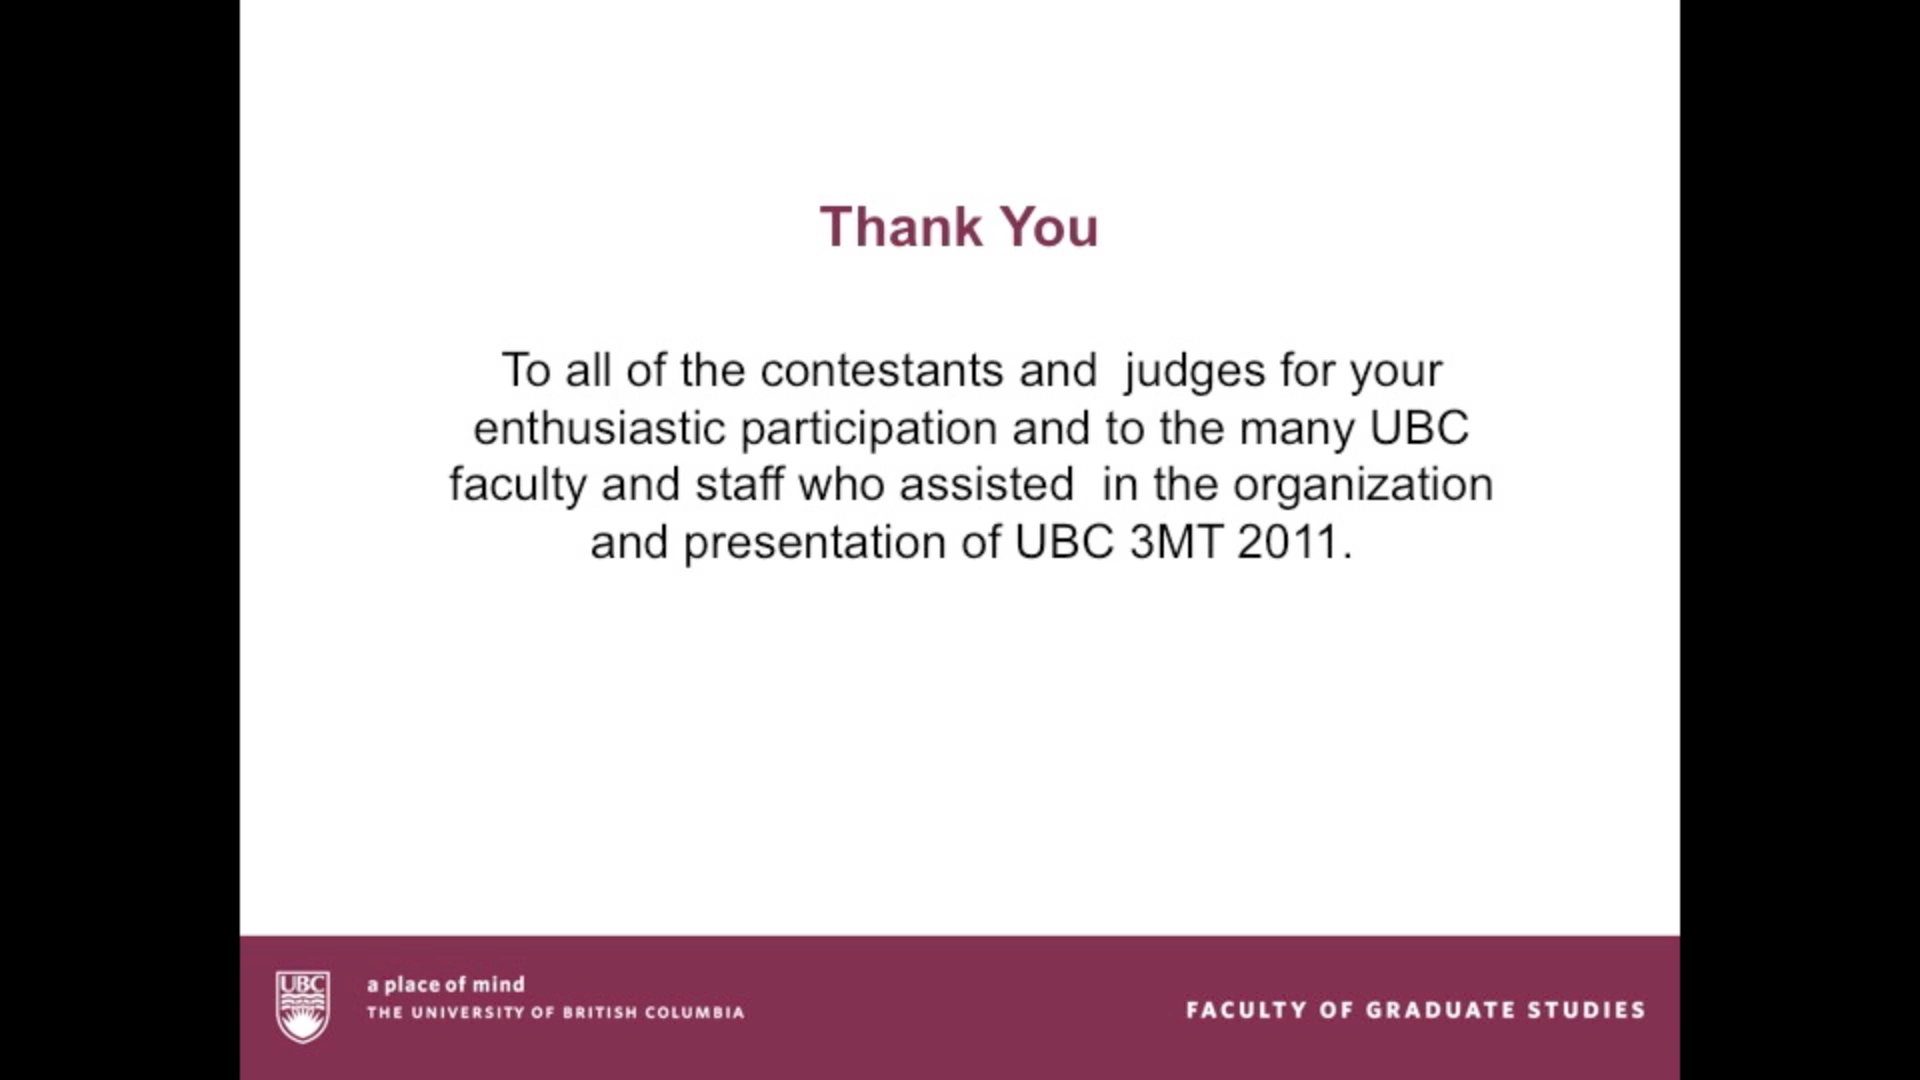 Thank You
To all of the contestants and  judges for your
enthusiastic participation and to the many UBC
faculty and staff who assisted  in the organization
and presentation of UBC 3MT 2011.
UBC
a place of mind
THE UNIVERSITY OF BRITISH COLUMBIA
FACULTY OF GRADUATE STUDIES